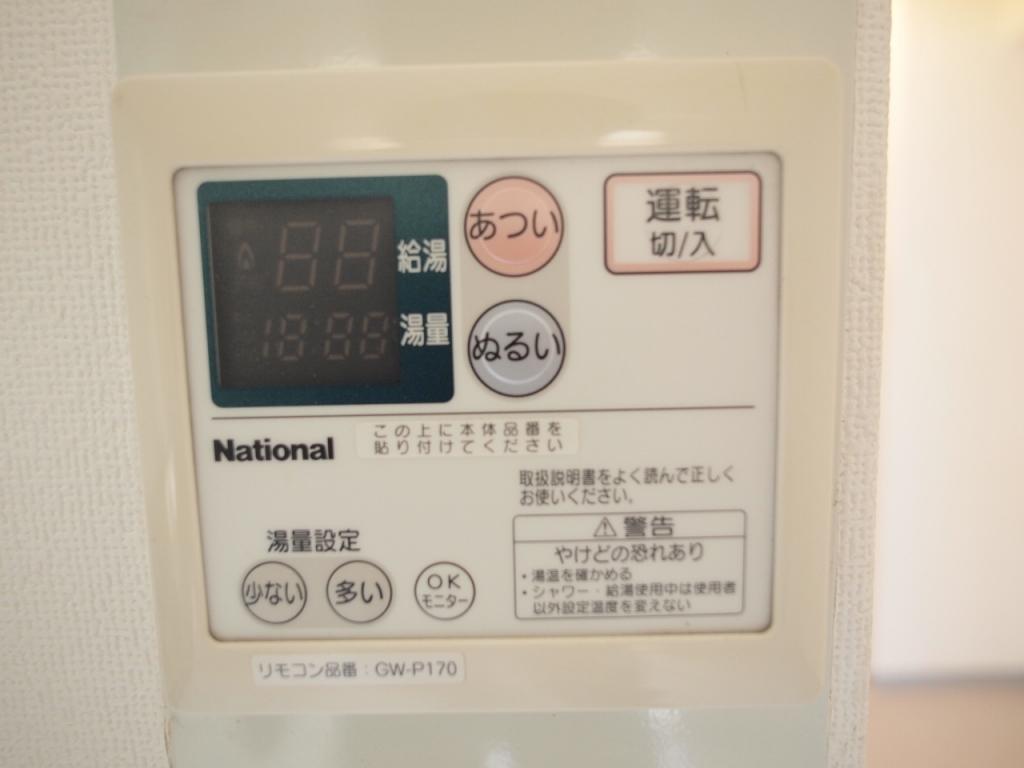 給湯
湯量
あつい
ぬるい
運転
切/入
National
この上に本体品番を
貼り付けてください
取扱説明書をよく読んで正しく
お使いください。
⚠警告
やけどの恐れあり
・湯温を確かめる
・シャワー・給湯使用中は使用者
以外設定温度を変えない
湯量設定
少ない
多い
OK
モニター
リモコン品番：GW-P170